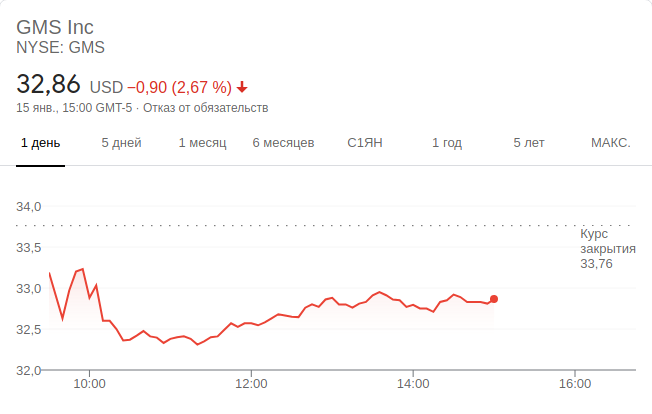 GMS Inc
NYSE: GMS
32,86 USD −0,90 (2,67 %)
15 янв., 15:00 GMT-5 · Отказ от обязательств
1 день 5 дней 1 месяц 6 месяцев С1ЯН 1 год 5 лет МАКС.
34,0
Курс
закрытия
33,76
33,5
33,0
32,5
32,0
10:00 12:00 14:00 16:00